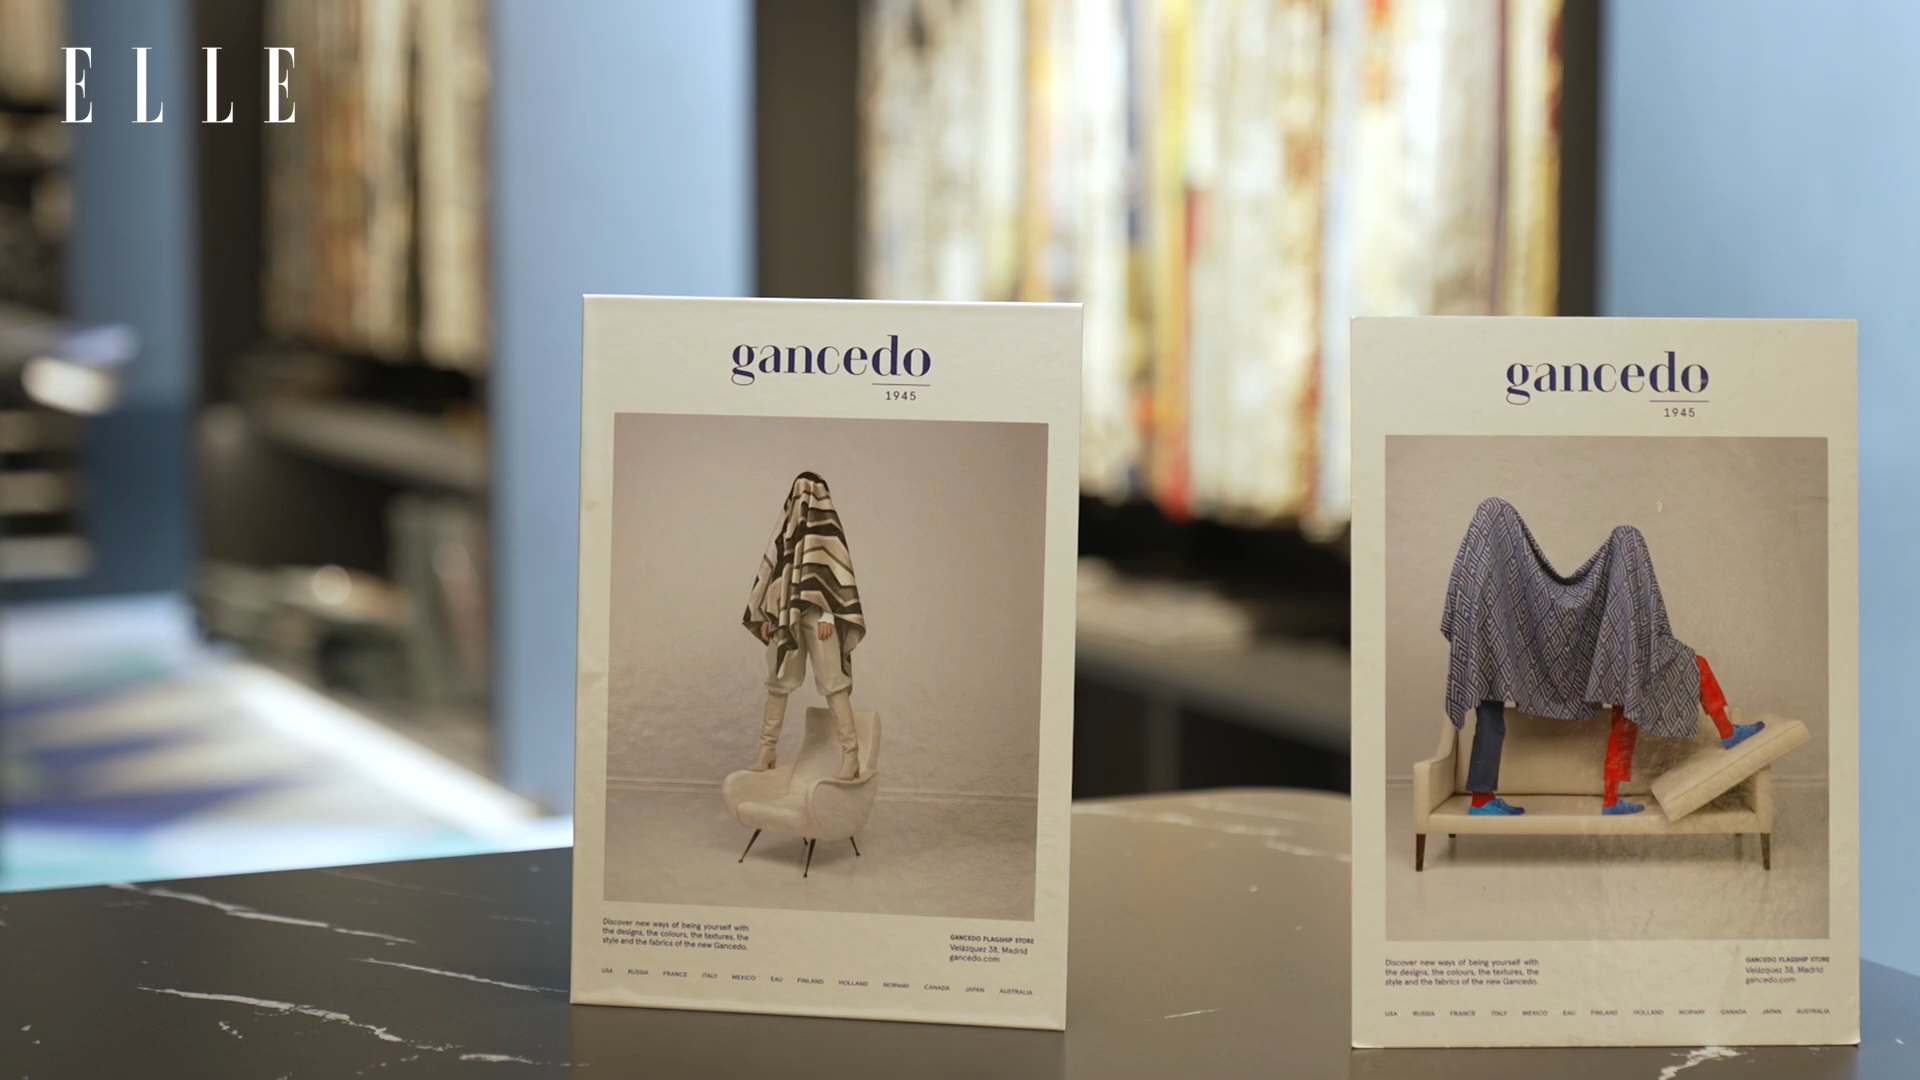 ELLE
gancedo
1945
Discover new ways of being yourself with
the designs, the colours, the textures, the
style and the fabrics of the new Gancedo.
GANCEDO FLAGSHIP STORE
Velázquez 38, Madrid
gancedo.com
USA RUSSIA FRANCE ITALY MEXICO EAU FINLAND HOLLAND NORWAY CANADA JAPAN AUSTRALIA
gancedo
1945
Discover new ways of being yourself with
the designs, the colours, the textures, the
style and the fabrics of the new Gancedo.
GANCEDO FLAGSHIP STORE
Velázquez 38, Madrid
gancedo.com
USA RUSSIA FRANCE ITALY MEXICO EAU FINLAND HOLLAND NORWAY CANADA JAPAN AUSTRALIA